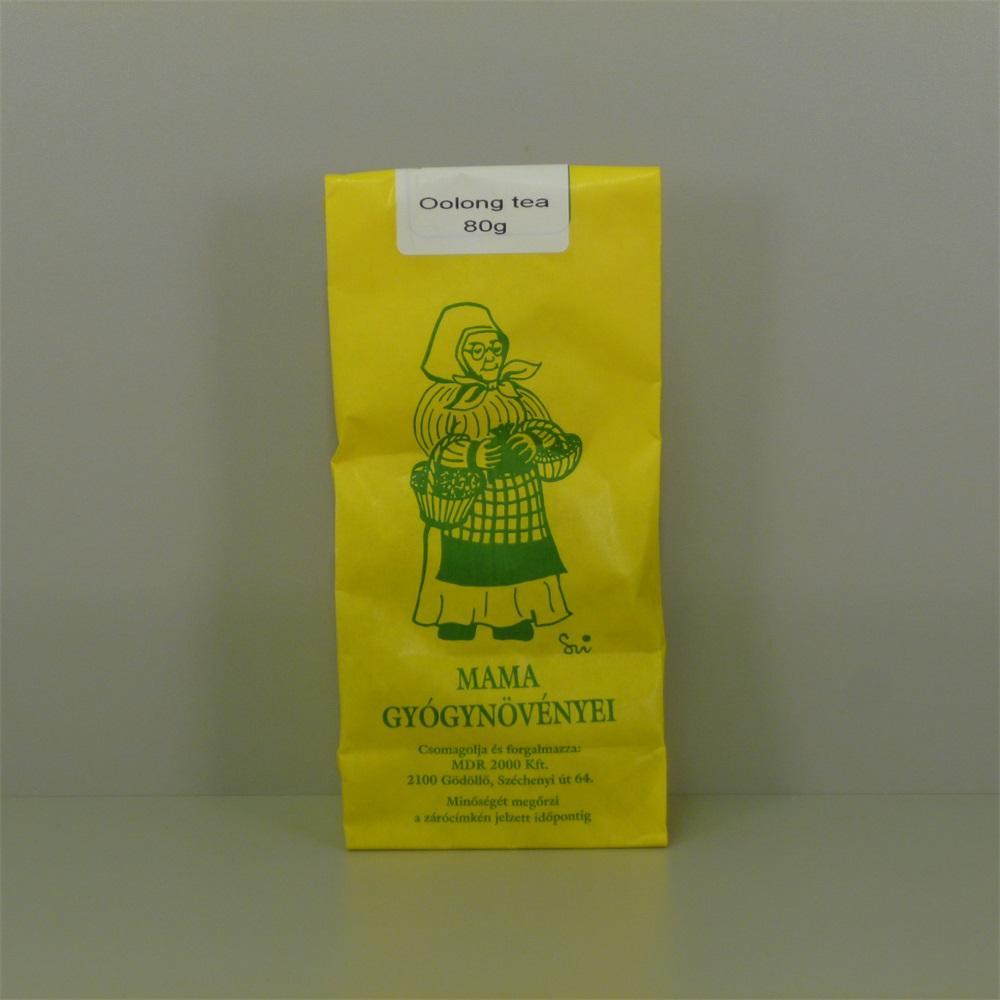 Oolong tea
80g
Sri
MAMA
GYÓGYNÖVÉNYEI
Csomagolja és forgalmazza:
MDR 2000 Kft.
2100 Gödöllő, Széchenyi út 64.
Minőségét megőrzi
a zárócímkén jelzett időpontig